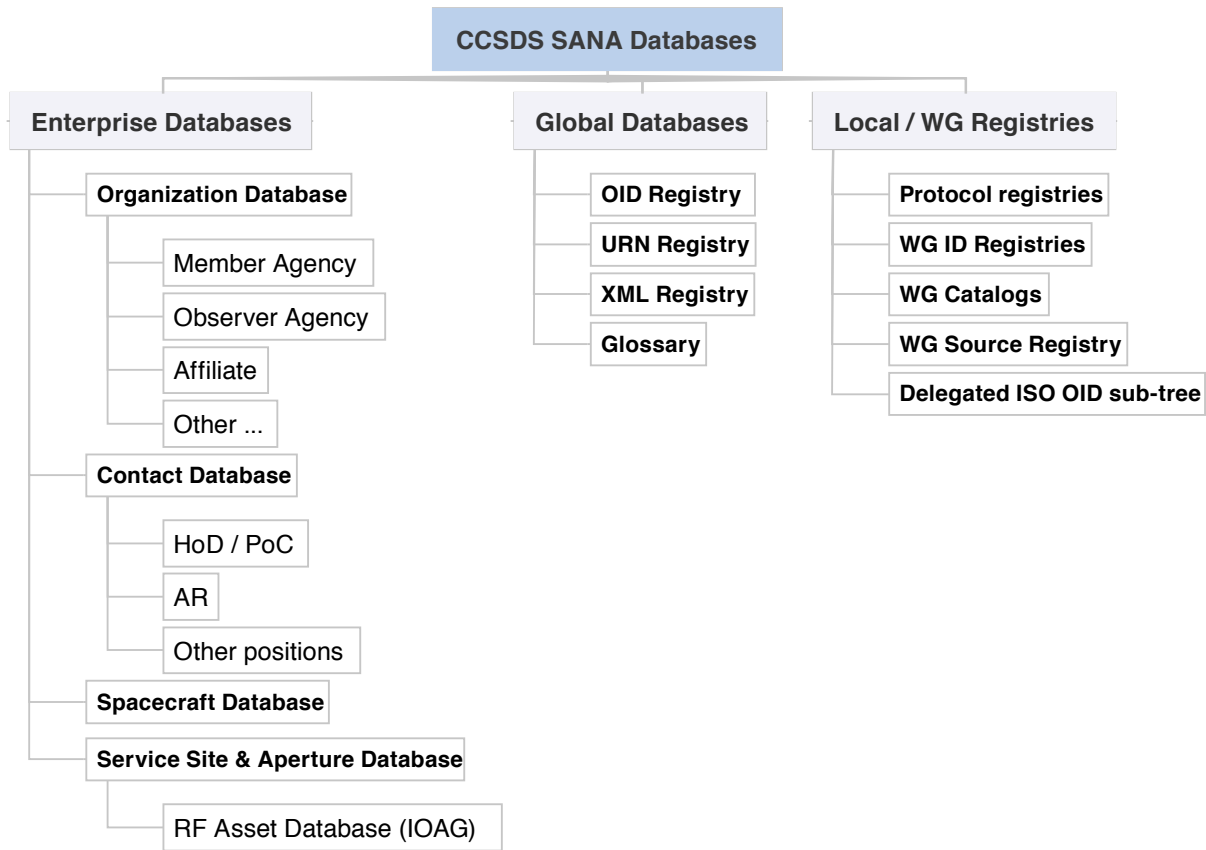 CCSDS SANA Databases
Enterprise Databases
Organization Database
Member Agency
Observer Agency
Affiliate
Other ...
Contact Database
HoD / PoC
AR
Other positions
Spacecraft Database
Service Site & Aperture Database
RF Asset Database (IOAG)
Global Databases
OID Registry
URN Registry
XML Registry
Glossary
Local / WG Registries
Protocol registries
WG ID Registries
WG Catalogs
WG Source Registry
Delegated ISO OID sub-tree